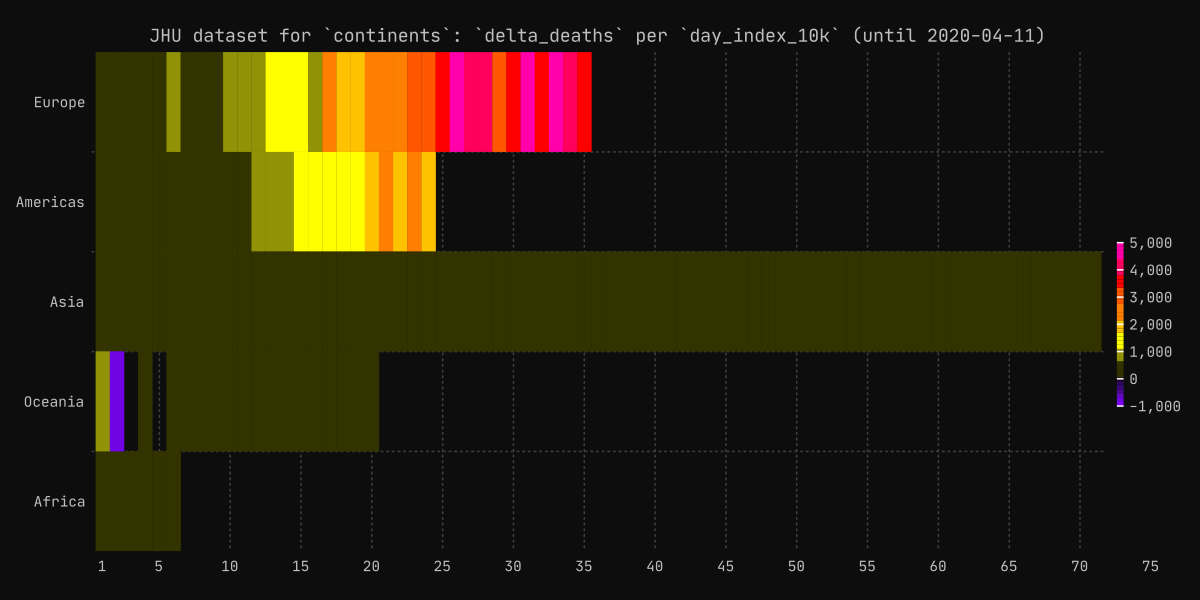 JHU dataset for `continents`: `delta_deaths` per `day_index_10k` (until 2020-04-11)
Europe
Americas
Asia
Oceania
Africa
5,000
4,000
3,000
2,000
1,000
0
-1,000
1 5 10 15 20 25 30 35 40 45 50 55 60 65 70 75